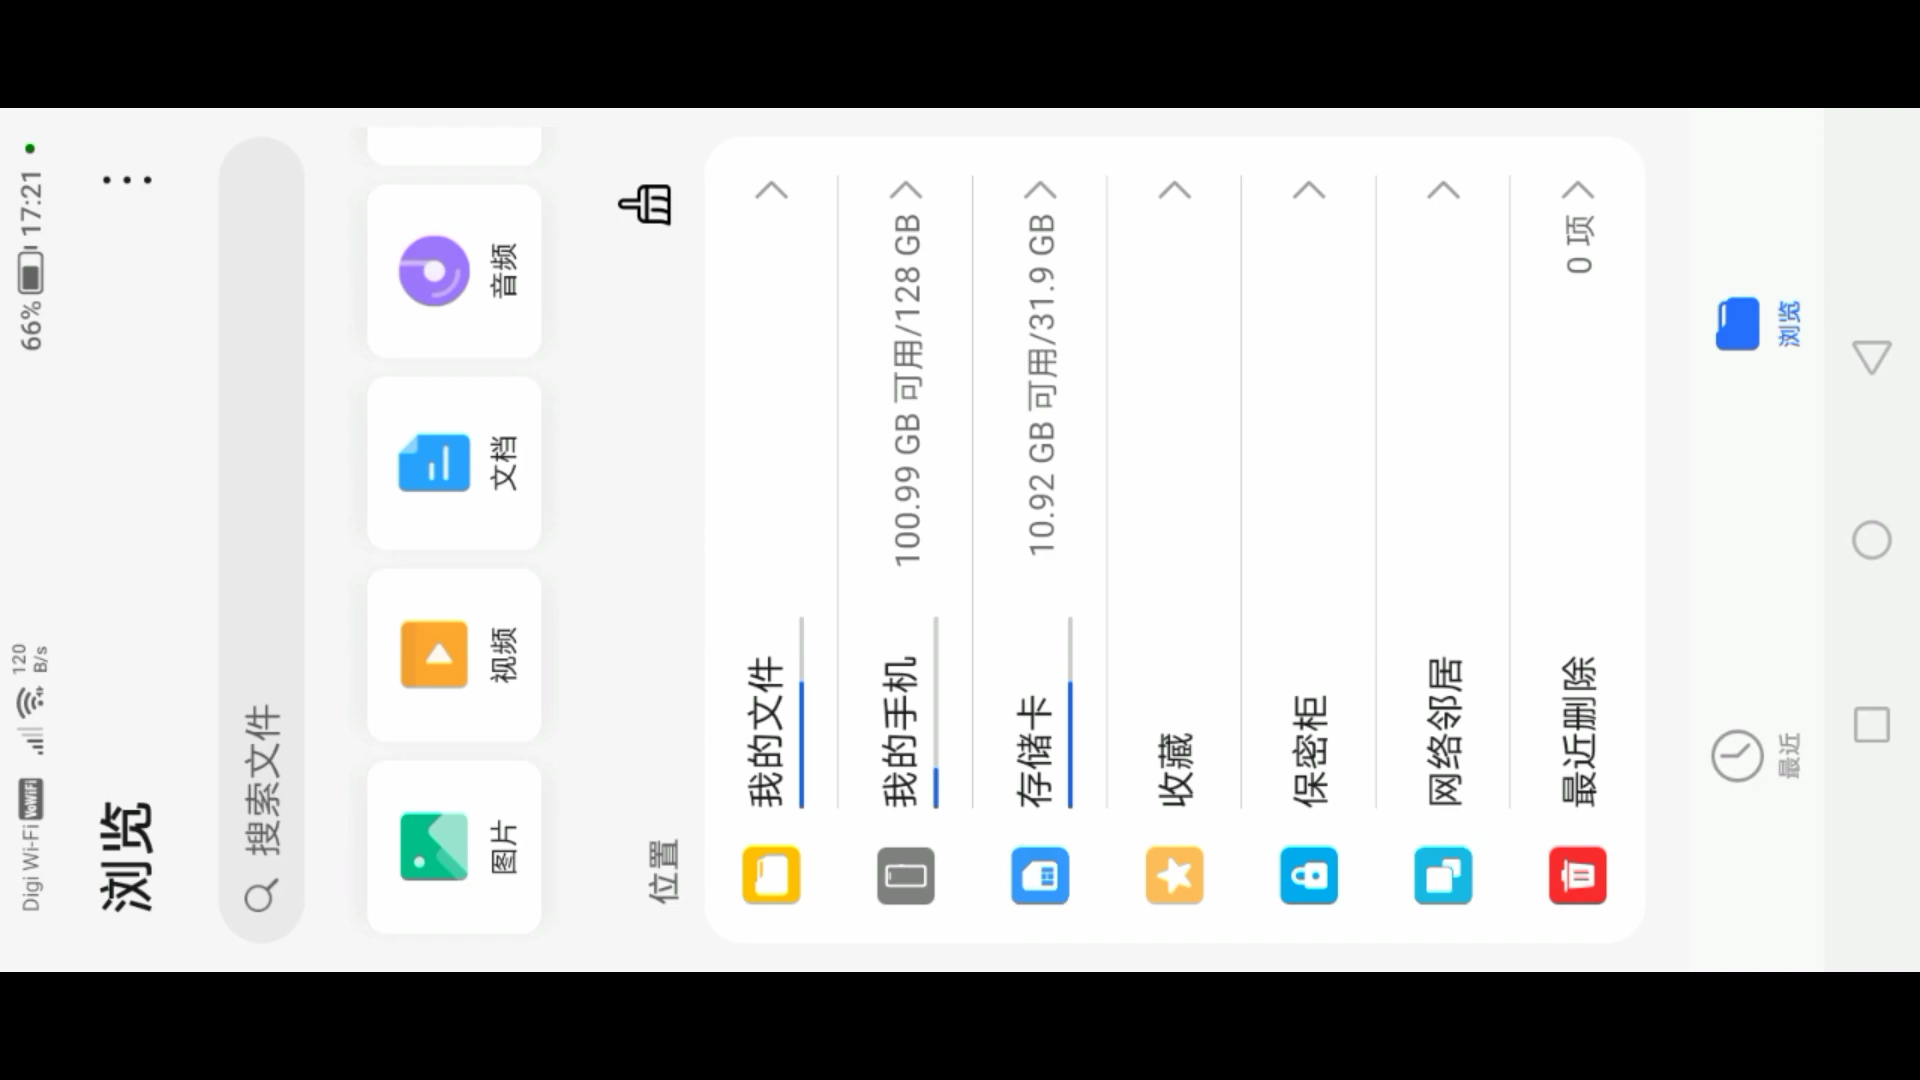 Digi Wi-Fi VoWiFi 120 B/s 66% 17:21
浏览
搜索文件
图片 视频 文档 音频
位置
我的文件
我的手机 100.99 GB 可用/128 GB
存储卡 10.92 GB 可用/31.9 GB
收藏
保密柜
网络邻居
最近删除 0 项
最近 浏览